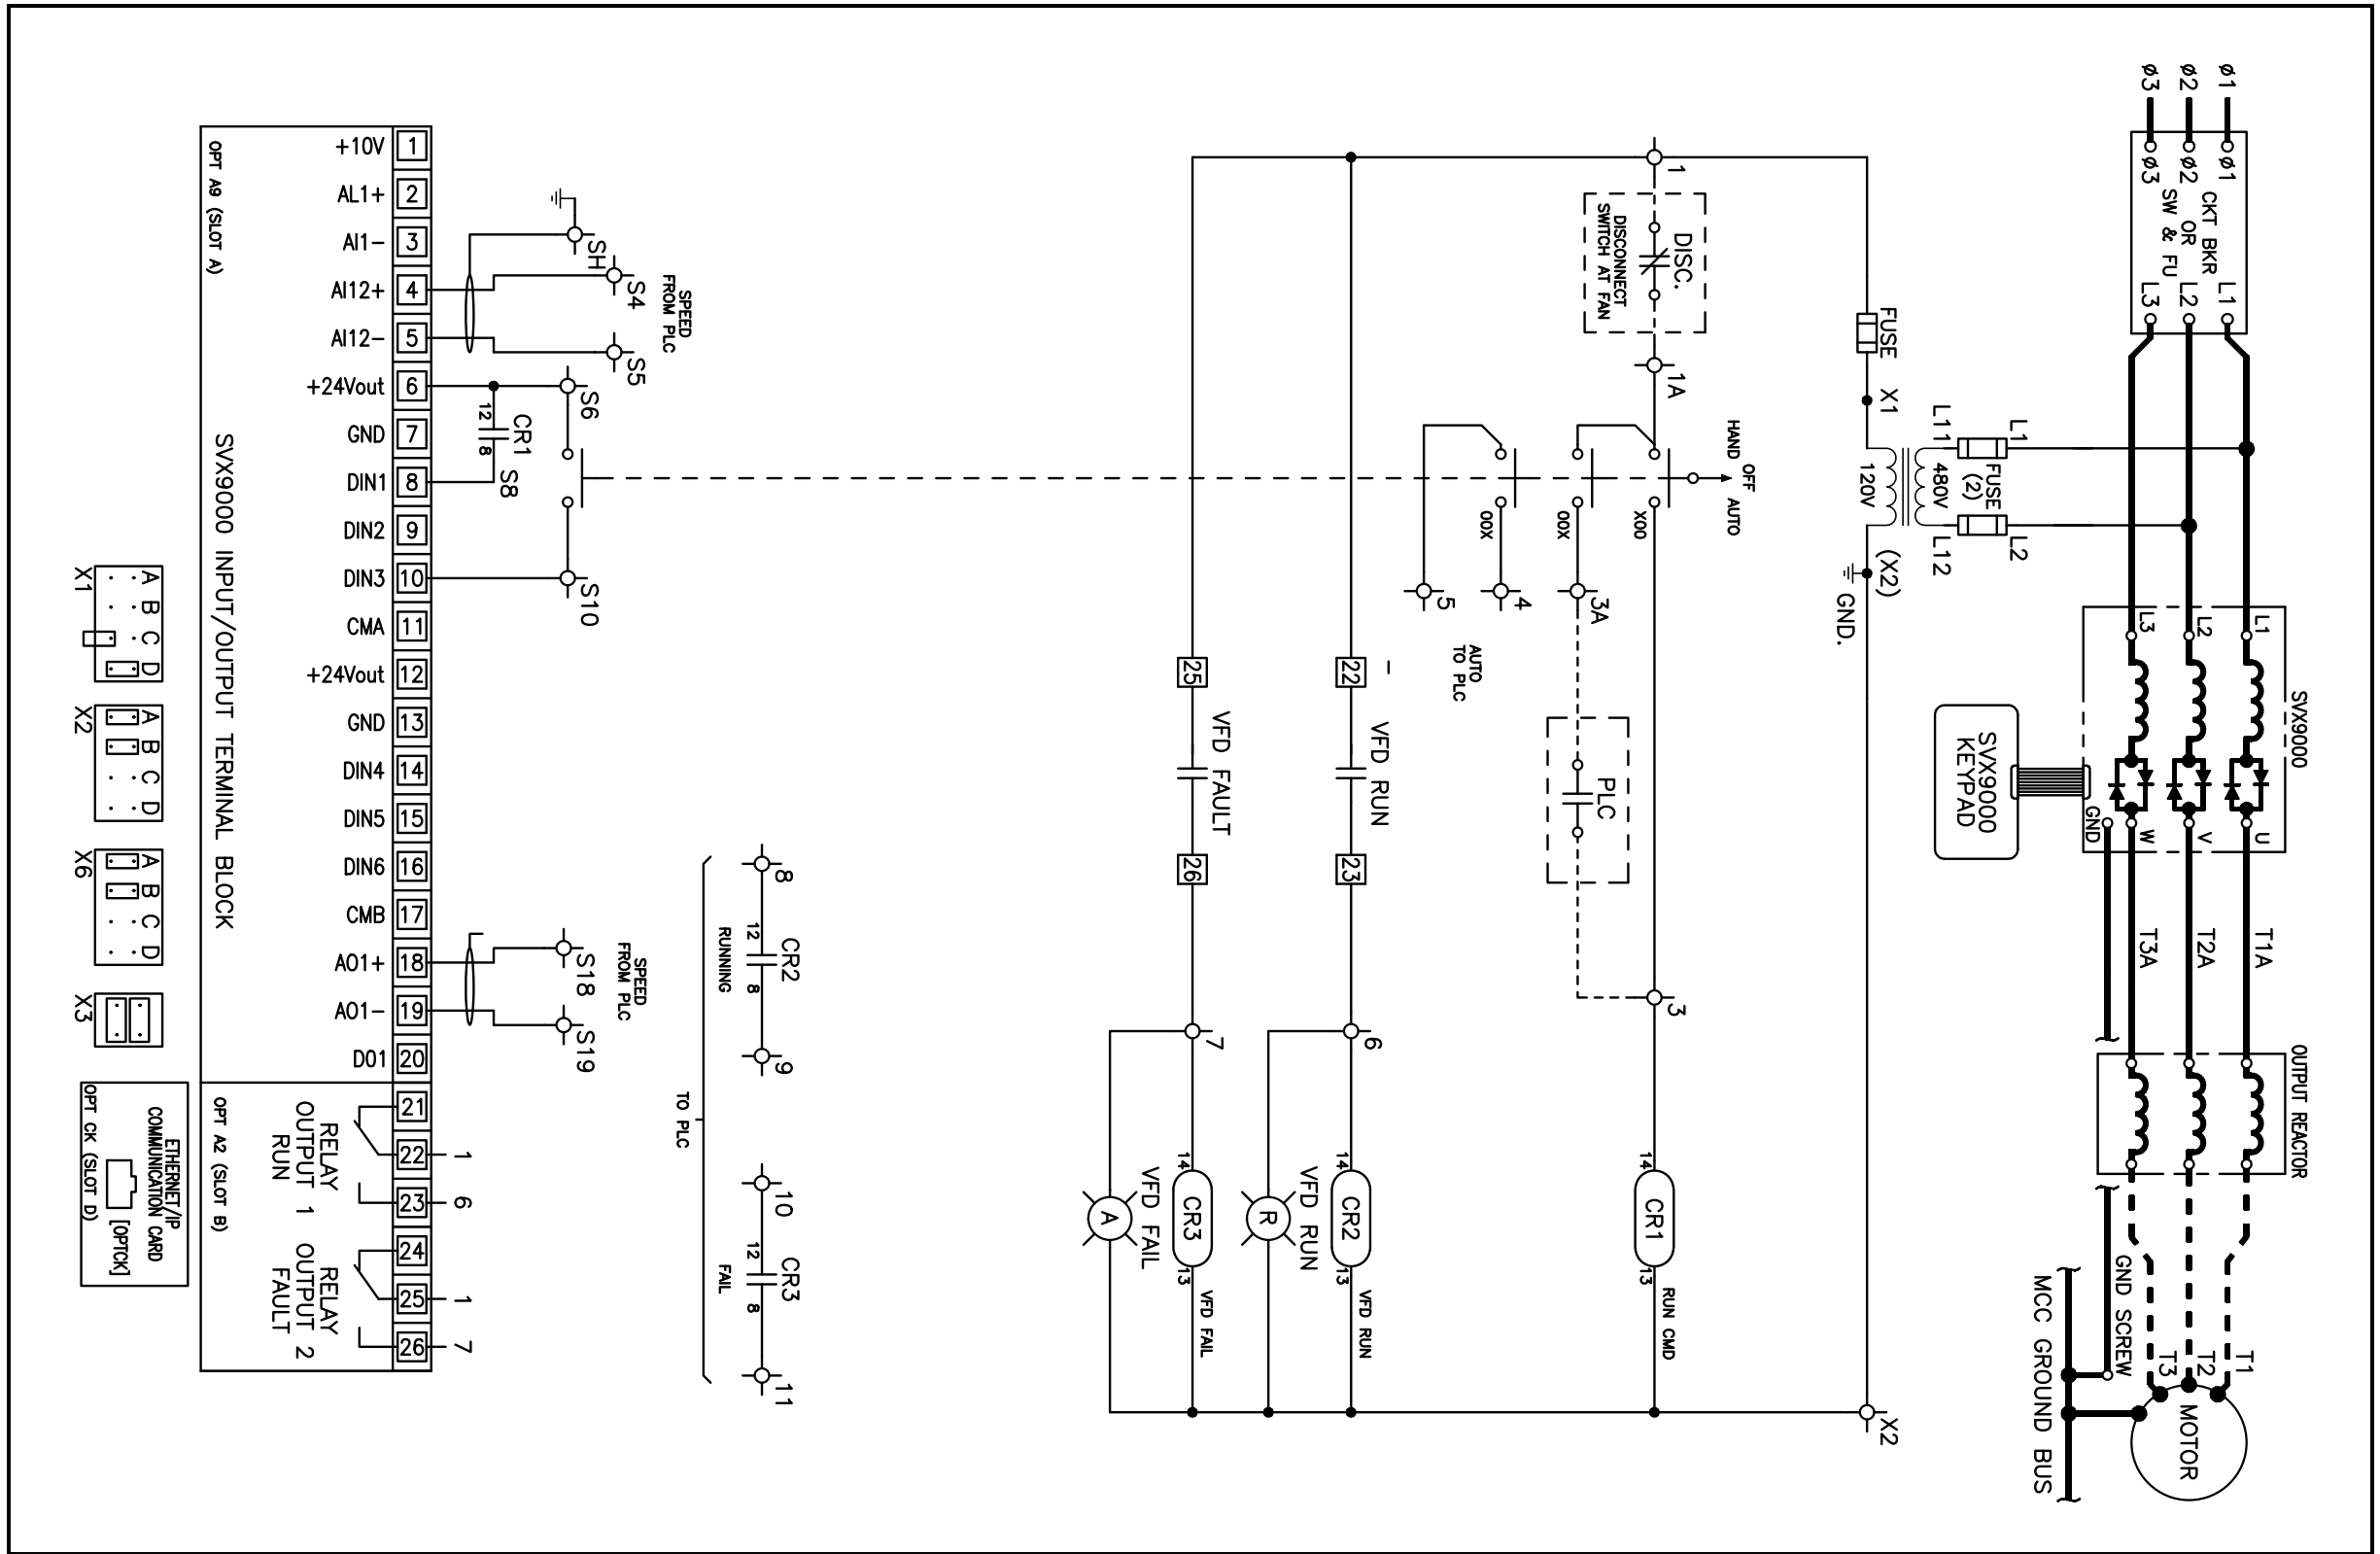 ø1
ø2
ø3
ø1
ø2
ø3
CKT BKR
OR
SW & FU
L1
L2
L3
L1
FUSE
(2)
L2
L11
480V
L12
120V
FUSE
X1
(X2)
GND.
SVX9000
L1
L2
L3
U
V
W
GND
SVX9000
KEYPAD
T1A
T2A
T3A
OUTPUT REACTOR
GND SCREW
MCC GROUND BUS
T1
T2
T3
MOTOR
X2
1
DISC.
DISCONNECT
SWITCH AT FAN
1A
HAND
OFF
AUTO
XOO
OOX
OOX
3A
4
5
AUTO
TO PLC
PLC
3
14
CR1
13
RUN CMD
22
VFD RUN
23
6
14
CR2
13
VFD RUN
R
VFD RUN
25
VFD FAULT
26
7
14
CR3
13
VFD FAIL
A
VFD FAIL
8
12
CR2
8
9
RUNNING
10
12
CR3
8
11
FAIL
TO PLC
SH
S4
S5
SPEED
FROM PLC
S6
12
CR1
8
S8
S10
S18
S19
SPEED
FROM PLC
+10V 1
AL1+ 2
AI1- 3
AI12+ 4
AI12- 5
+24Vout 6
GND 7
DIN1 8
DIN2 9
DIN3 10
CMA 11
+24Vout 12
GND 13
DIN4 14
DIN5 15
DIN6 16
CMB 17
AO1+ 18
AO1- 19
DO1 20
21
22 1
23 6
24
25 1
26 7
OPT A9 (SLOT A)
SVX9000 INPUT/OUTPUT TERMINAL BLOCK
RELAY
OUTPUT 1
RUN
RELAY
OUTPUT 2
FAULT
OPT A2 (SLOT B)
A B C D
X1
A B C D
X2
A B C D
X6
X3
ETHERNET/IP
COMMUNICATION CARD
[OPTCK]
OPT CK (SLOT D)